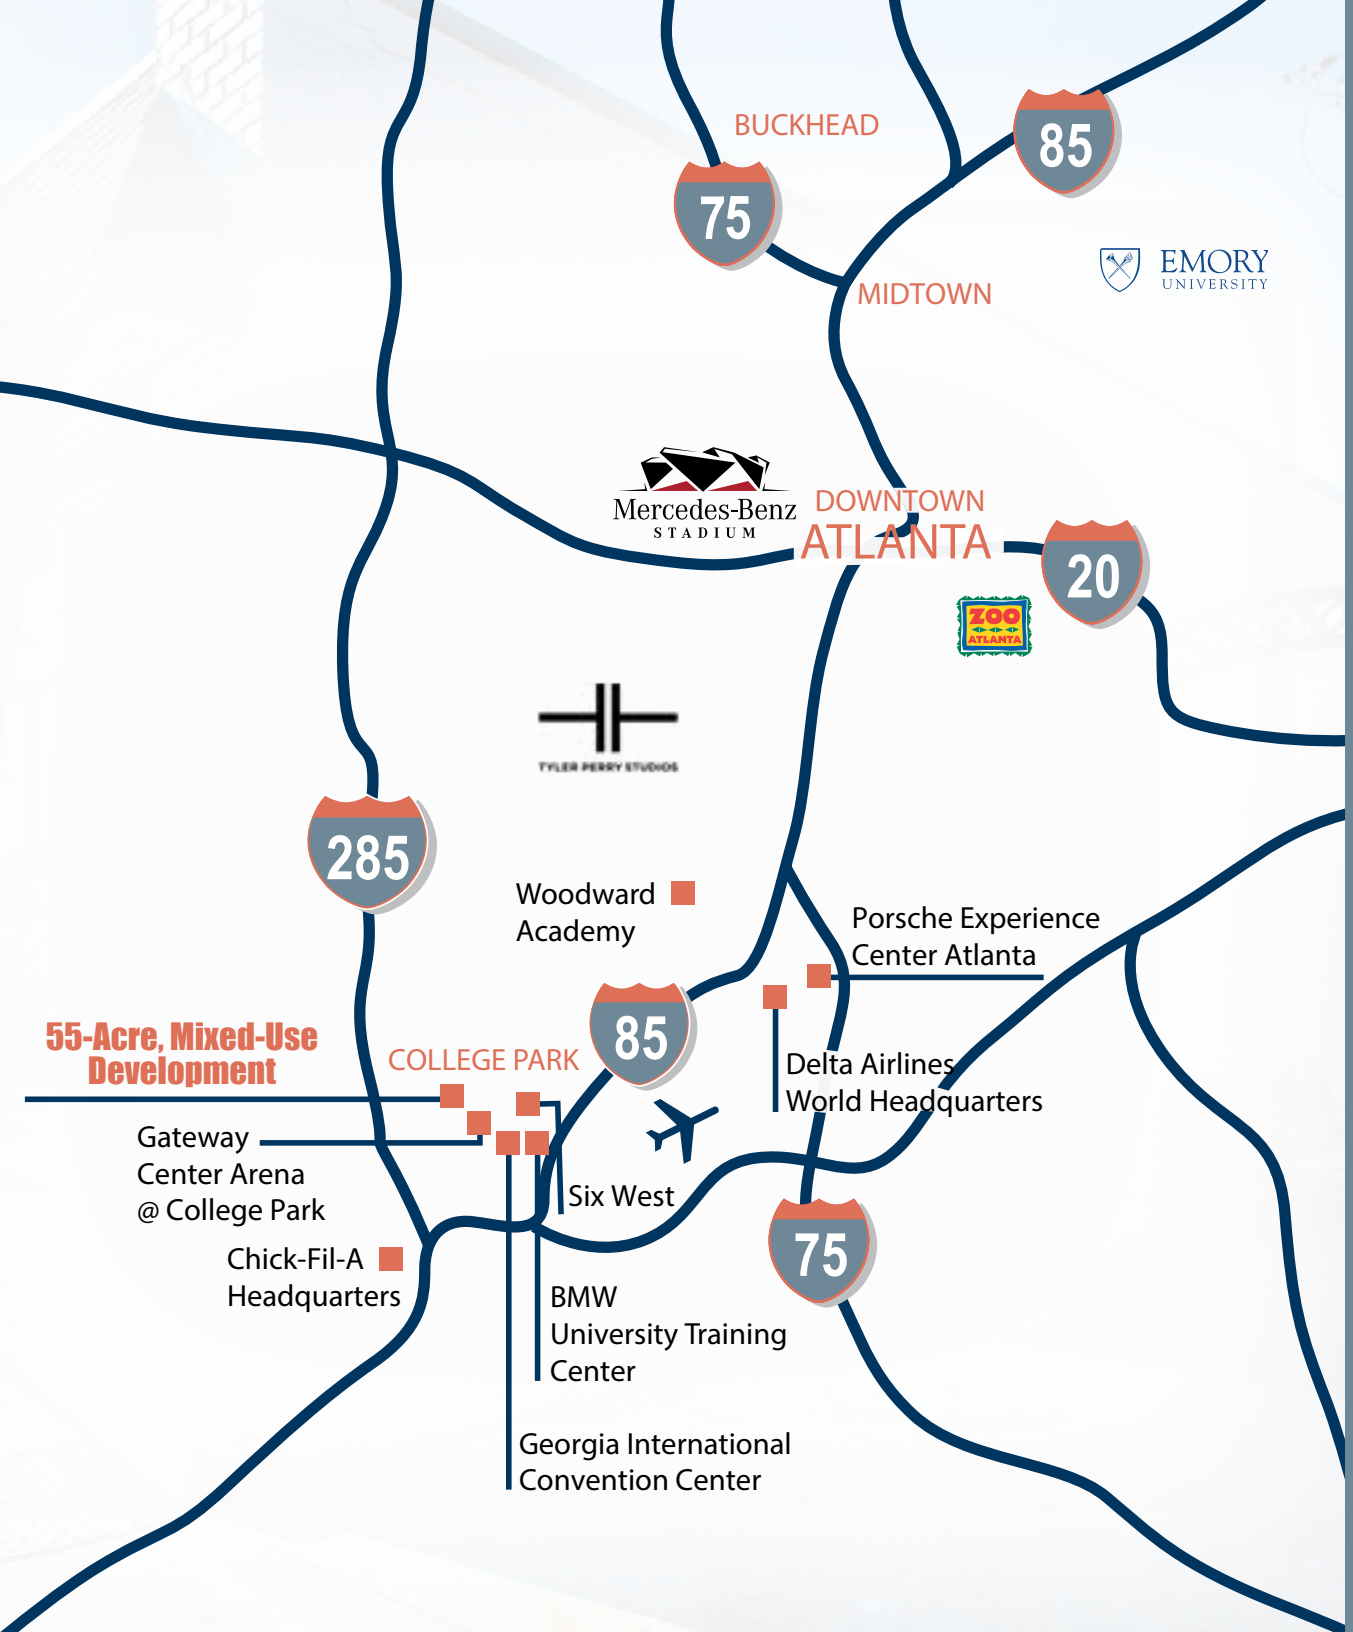 BUCKHEAD
85
75
EMORY
UNIVERSITY
MIDTOWN
Mercedes-Benz
STADIUM
DOWNTOWN
ATLANTA
20
ZOO
ATLANTA
TYLER PERRY STUDIOS
285
Woodward
Academy
Porsche Experience
Center Atlanta
85
55-Acre, Mixed-Use
Development
COLLEGE PARK
Delta Airlines
World Headquarters
Gateway
Center Arena
@ College Park
Six West
Chick-Fil-A
Headquarters
75
BMW
University Training
Center
Georgia International
Convention Center